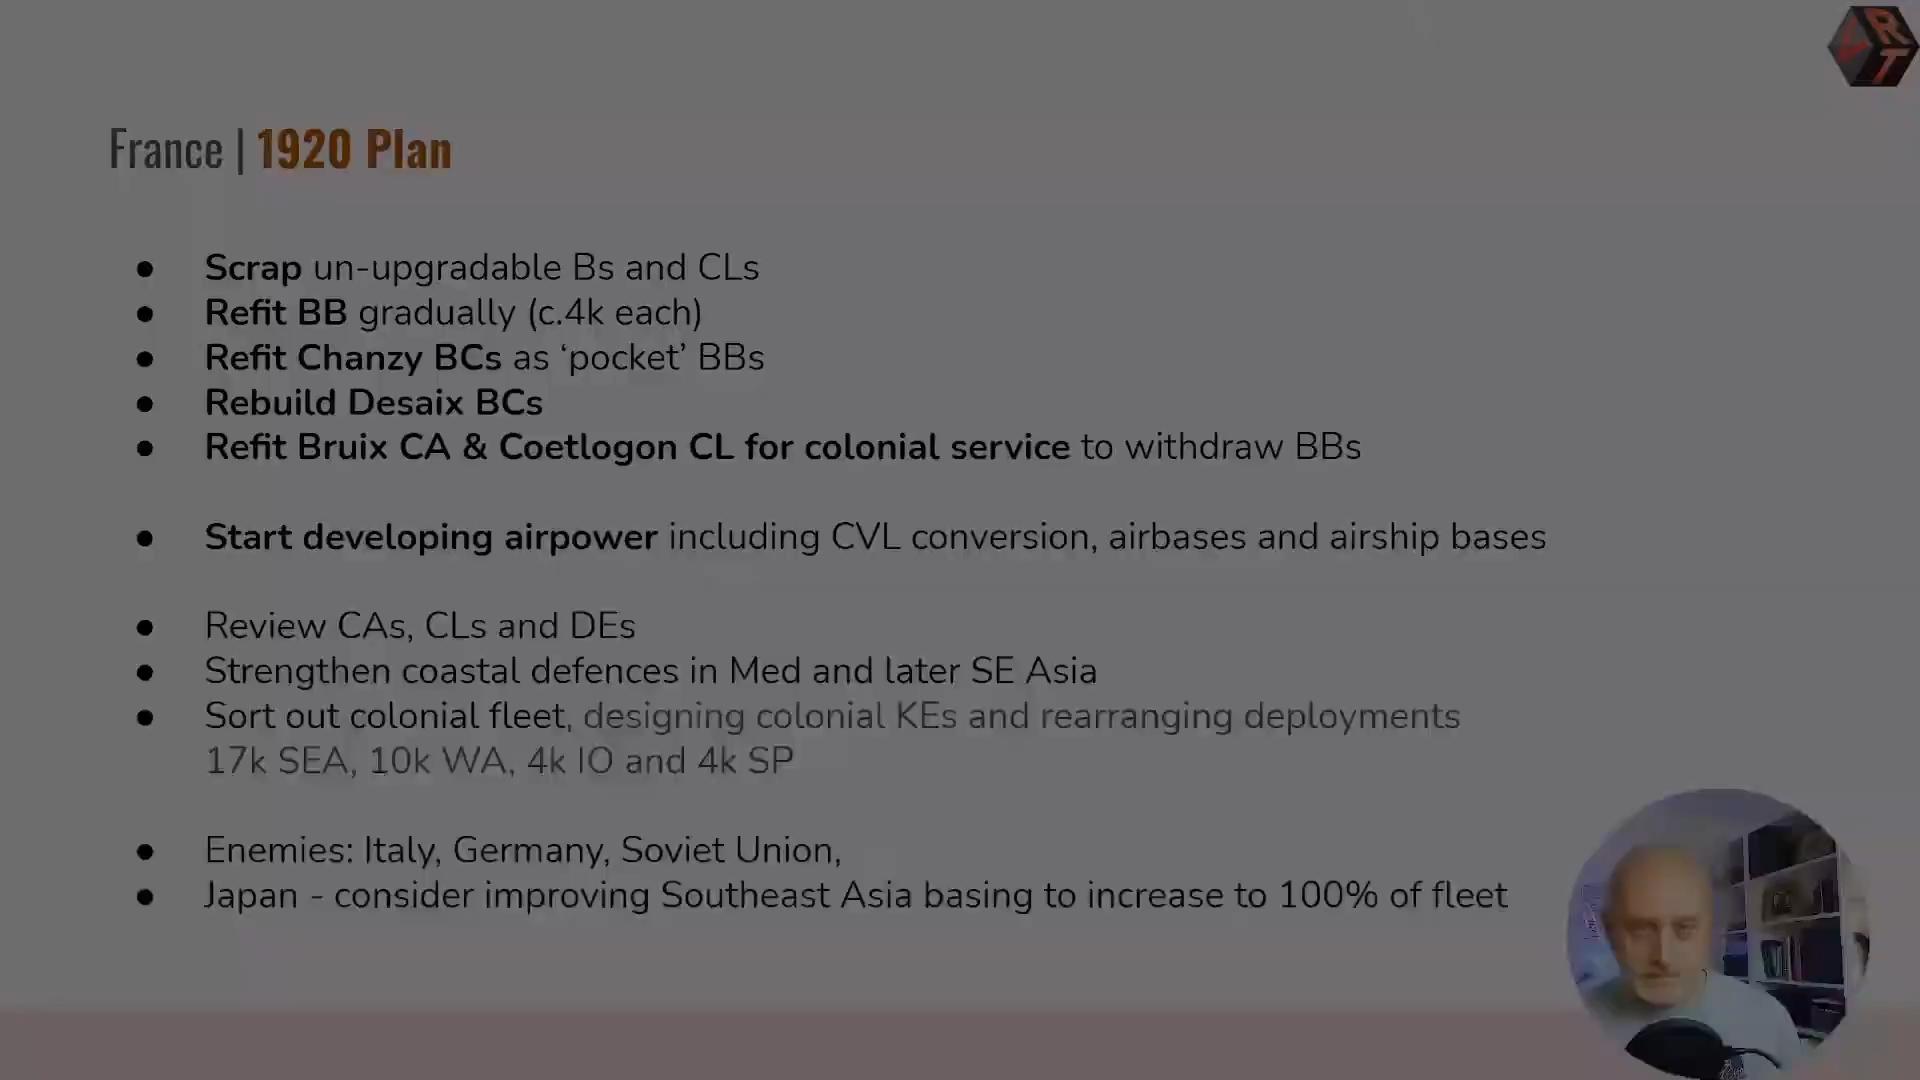 LRT
France | 1920 Plan
● Scrap un-upgradable Bs and CLs
● Refit BB gradually (c.4k each)
● Refit Chanzy BCs as ‘pocket’ BBs
● Rebuild Desaix BCs
● Refit Bruix CA & Coetlogon CL for colonial service to withdraw BBs
● Start developing airpower including CVL conversion, airbases and airship bases
● Review CAs, CLs and DEs
● Strengthen coastal defences in Med and later SE Asia
● Sort out colonial fleet, designing colonial KEs and rearranging deployments
17k SEA, 10k WA, 4k IO and 4k SP
● Enemies: Italy, Germany, Soviet Union,
● Japan - consider improving Southeast Asia basing to increase to 100% of fleet